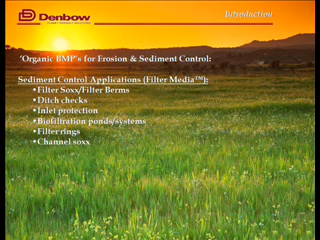 Denbow
Introduction
'Organic BMP's for Erosion & Sediment Control:
Sediment Control Applications (Filter Media™):
•Filter Soxx/Filter Berms
•Ditch checks
•Inlet protection
•Biofiltration ponds/systems
•Filter rings
•Channel soxx